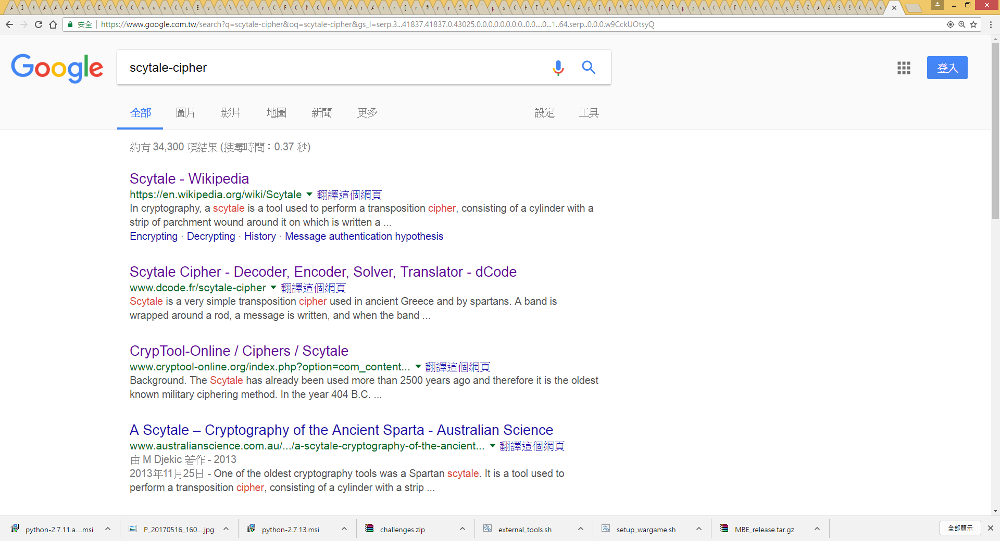 安全 https://www.google.com.tw/search?q=scytale-cipher&oq=scytale-cipher&gs_l=serp.3...41837.41837.0.43025.0.0.0.0.0.0.0.0..0.0....0...1..64.serp..0.0.0.w9CckUOtsyQ
Google
scytale-cipher
登入
全部 圖片 影片 地圖 新聞 更多 設定 工具
約有 34,300 項結果 (搜尋時間：0.37 秒)
Scytale - Wikipedia
https://en.wikipedia.org/wiki/Scytale 翻譯這個網頁
In cryptography, a scytale is a tool used to perform a transposition cipher, consisting of a cylinder with a
strip of parchment wound around it on which is written a ...
Encrypting · Decrypting · History · Message authentication hypothesis
Scytale Cipher - Decoder, Encoder, Solver, Translator - dCode
www.dcode.fr/scytale-cipher 翻譯這個網頁
Scytale is a very simple transposition cipher used in ancient Greece and by spartans. A band is
wrapped around a rod, a message is written, and when the band ...
CrypTool-Online / Ciphers / Scytale
www.cryptool-online.org/index.php?option=com_content... 翻譯這個網頁
Background. The Scytale has already been used more than 2500 years ago and therefore it is the oldest
known military ciphering method. In the year 404 B.C. ...
A Scytale – Cryptography of the Ancient Sparta - Australian Science
www.australianscience.com.au/.../a-scytale-cryptography-of-the-ancient... 翻譯這個網頁
由 M Djekic 著作 - 2013
2013年11月25日 - One of the oldest cryptography tools was a Spartan scytale. It is a tool used to
perform a transposition cipher, consisting of a cylinder with a strip ...
python-2.7.11.a....msi P_20170516_160....jpg python-2.7.13.msi challenges.zip external_tools.sh setup_wargame.sh MBE_release.tar.gz 全部顯示